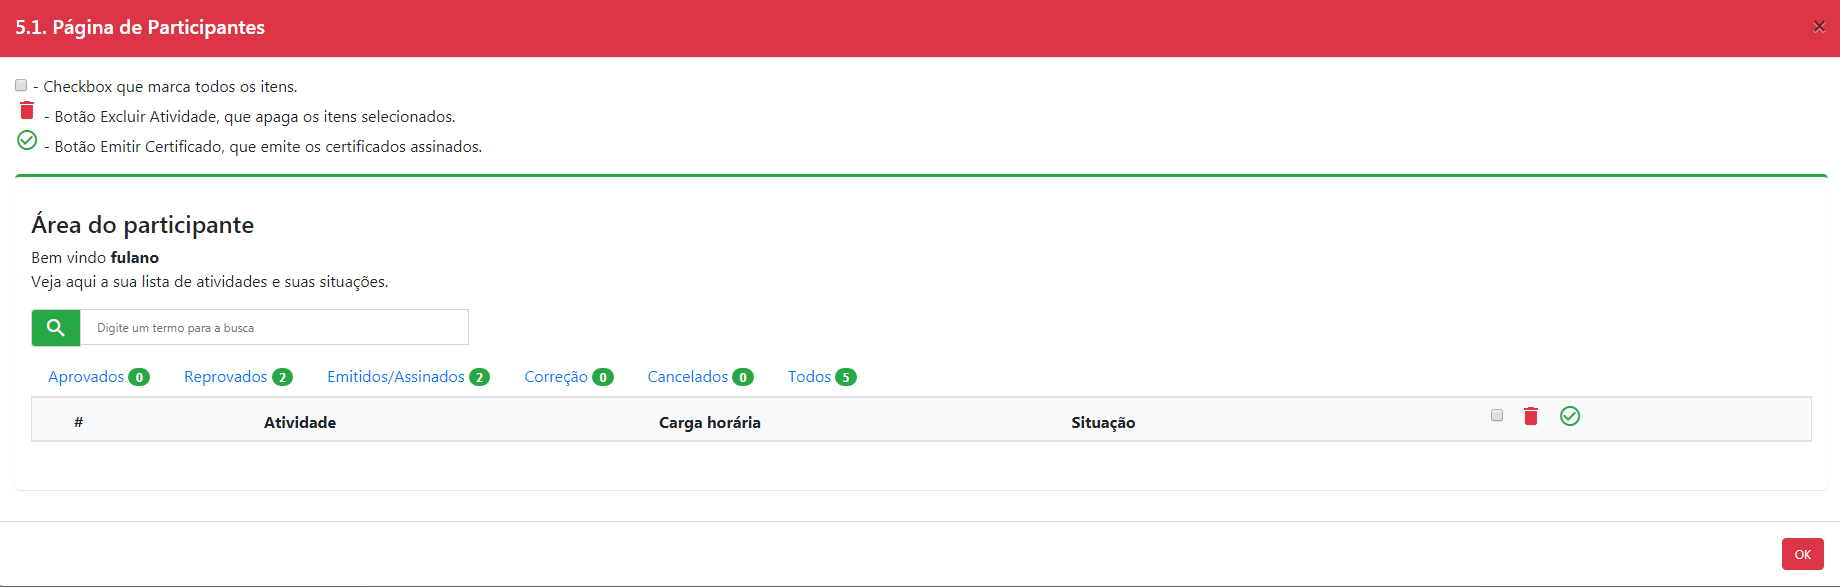 5.1. Página de Participantes
×
- Checkbox que marca todos os itens.
- Botão Excluir Atividade, que apaga os itens selecionados.
- Botão Emitir Certificado, que emite os certificados assinados.
Área do participante
Bem vindo fulano
Veja aqui a sua lista de atividades e suas situações.
Digite um termo para a busca
Aprovados 0 Reprovados 2 Emitidos/Assinados 2 Correção 0 Cancelados 0 Todos 5
# Atividade Carga horária Situação
OK